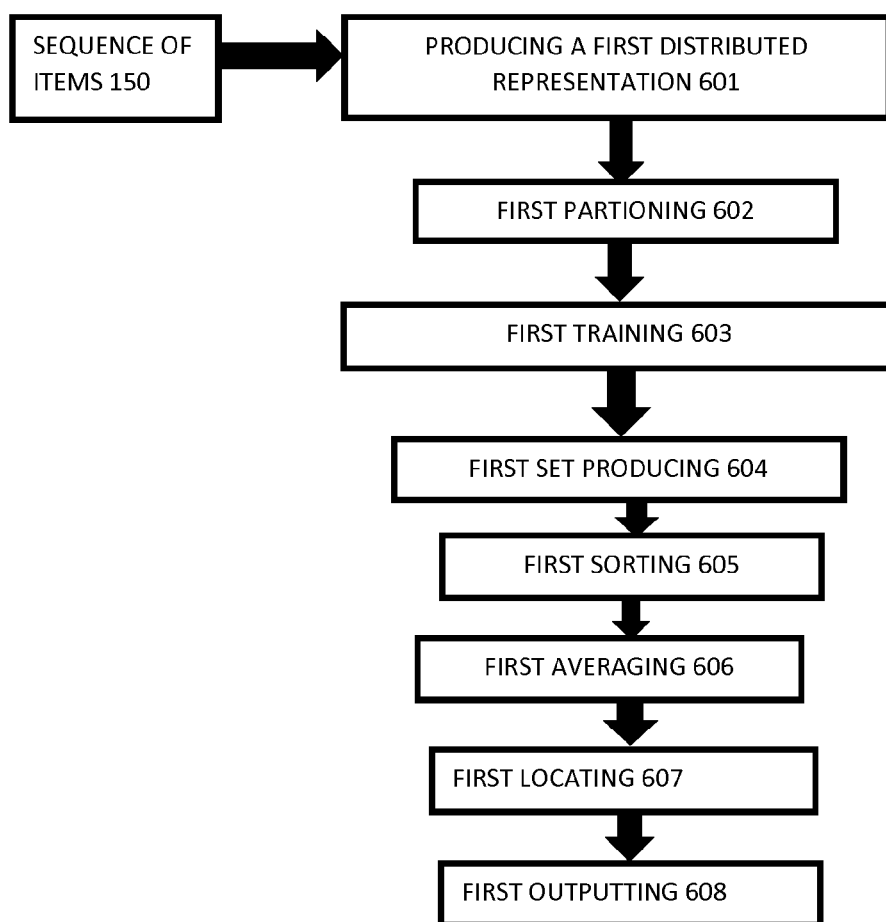 SEQUENCE OF
ITEMS 150
PRODUCING A FIRST DISTRIBUTED
REPRESENTATION 601
FIRST PARTIONING 602
FIRST TRAINING 603
FIRST SET PRODUCING 604
FIRST SORTING 605
FIRST AVERAGING 606
FIRST LOCATING 607
FIRST OUTPUTTING 608